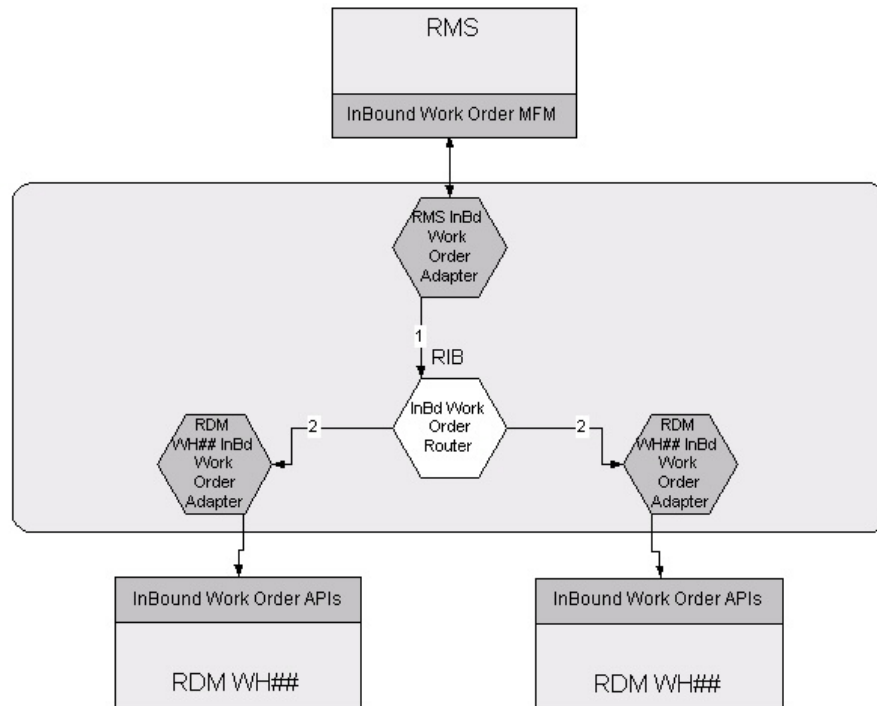 RMS
InBound Work Order MFM
RMS InBd
Work
Order
Adapter
1
RIB
InBd Work
Order
Router
2
2
RDM
WH## InBd
Work
Order
Adapter
RDM
WH## InBd
Work
Order
Adapter
InBound Work Order APIs
InBound Work Order APIs
RDM WH##
RDM WH##